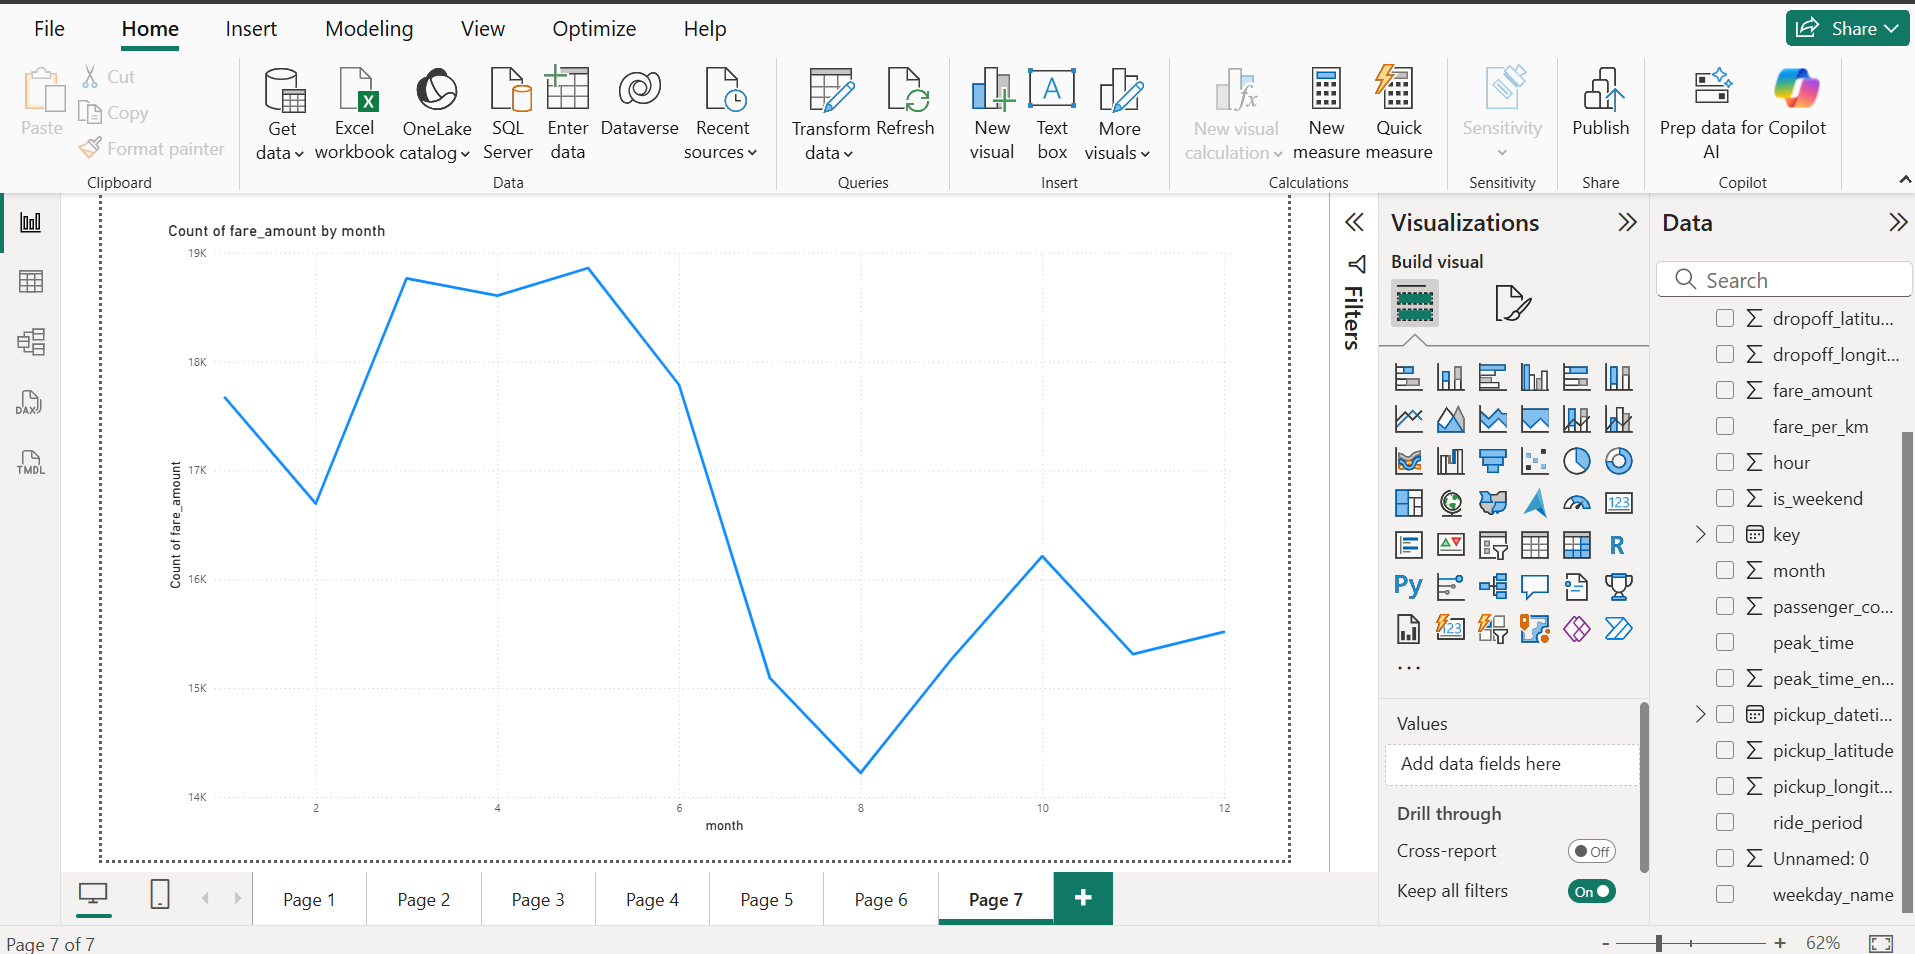 File Home Insert Modeling View Optimize Help Share
Paste
Cut
Copy
Format painter
Clipboard
Get data
Excel workbook
OneLake catalog
SQL Server
Enter data
Dataverse
Recent sources
Data
Transform data
Refresh
Queries
New visual
Text box
More visuals
Insert
New visual calculation
New measure
Quick measure
Calculations
Sensitivity
Sensitivity
Publish
Share
Prep data for AI
Copilot
Copilot
DAX
TMDL
Count of fare_amount by month
19K
18K
17K
16K
15K
14K
Count of fare_amount
2 4 6 8 10 12
month
Filters
Visualizations
Build visual
123
R
Py
123
...
Values
Add data fields here
Drill through
Cross-report Off
Keep all filters On
Data
Search
dropoff_latitu...
dropoff_longit...
fare_amount
fare_per_km
hour
is_weekend
key
month
passenger_co...
peak_time
peak_time_en...
pickup_dateti...
pickup_latitude
pickup_longit...
ride_period
Unnamed: 0
weekday_name
Page 1 Page 2 Page 3 Page 4 Page 5 Page 6 Page 7 +
Page 7 of 7
- + 62%